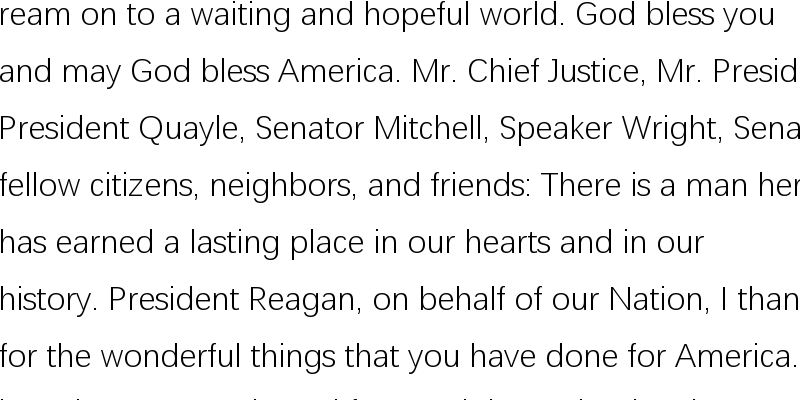 ream on to a waiting and hopeful world. God bless you
and may God bless America. Mr. Chief Justice, Mr. Presid
President Quayle, Senator Mitchell, Speaker Wright, Sena
fellow citizens, neighbors, and friends: There is a man her
has earned a lasting place in our hearts and in our
history. President Reagan, on behalf of our Nation, I than
for the wonderful things that you have done for America.